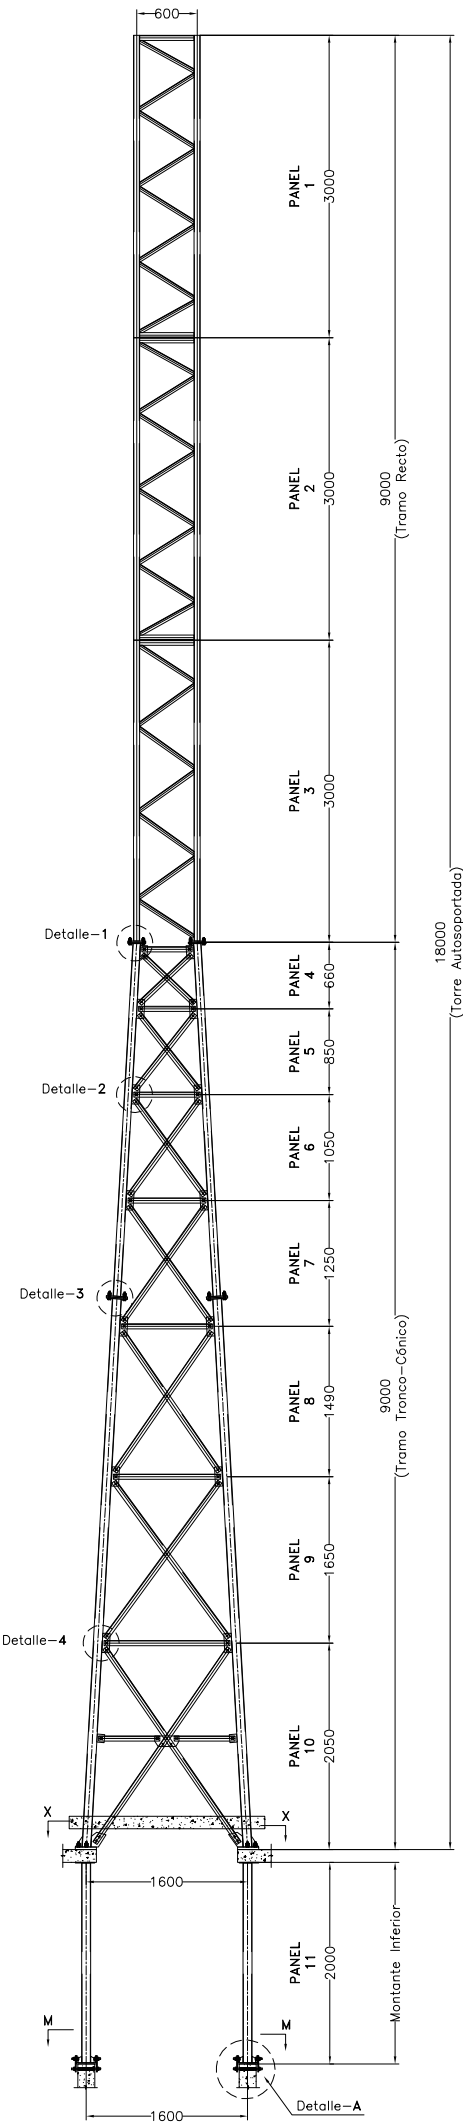 600
PANEL
1
3000
PANEL
2
3000
9000
(Tramo Recto)
PANEL
3
3000
18000
(Torre Autosoportada)
Detalle-1
PANEL
4
660
PANEL
5
850
Detalle-2
PANEL
6
1050
PANEL
7
1250
Detalle-3
9000
(Tramo Tronco-Cónico)
PANEL
8
1490
PANEL
9
1650
Detalle-4
PANEL
10
2050
X
X
1600
PANEL
11
2000
Montante Inferior
M
M
Detalle-A
1600